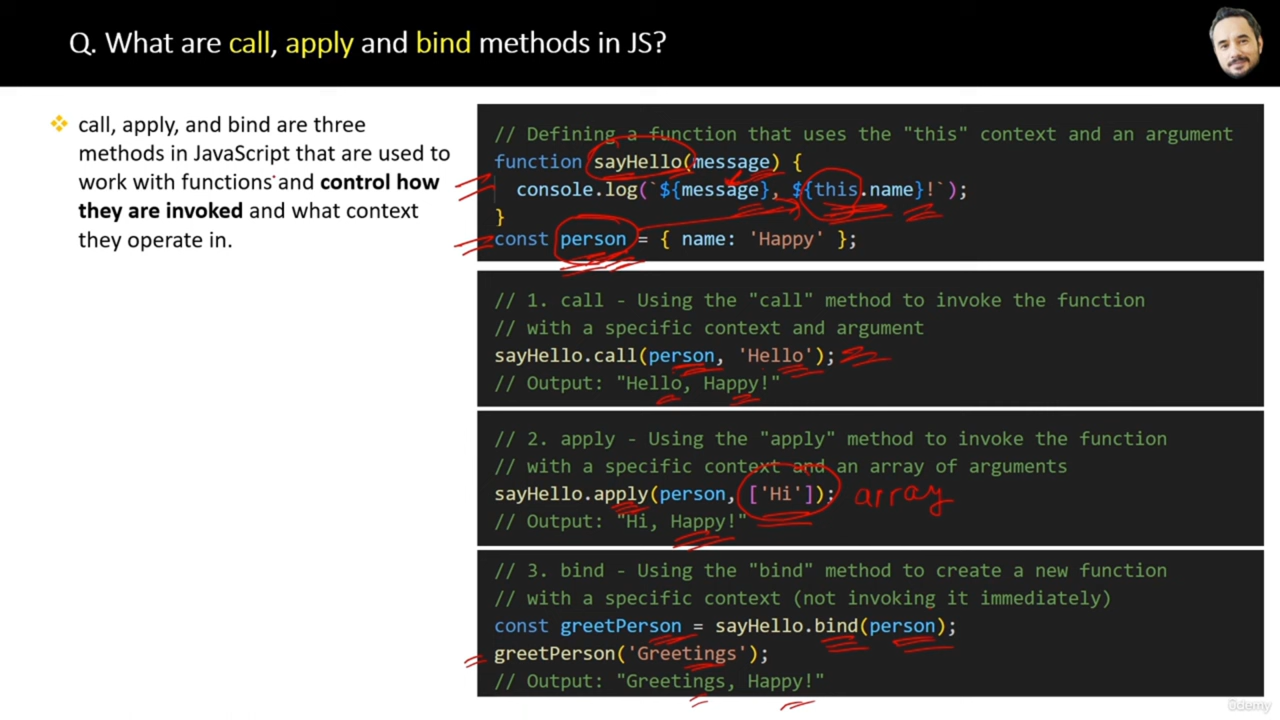 Q. What are call, apply and bind methods in JS?
call, apply, and bind are three
methods in JavaScript that are used to
work with functions and control how
they are invoked and what context
they operate in.
// Defining a function that uses the "this" context and an argument
function sayHello(message) {
console.log(`${message}, ${this.name}!`);
}
const person = { name: 'Happy' };
// 1. call - Using the "call" method to invoke the function
// with a specific context and argument
sayHello.call(person, 'Hello');
// Output: "Hello, Happy!"
// 2. apply - Using the "apply" method to invoke the function
// with a specific context and an array of arguments
sayHello.apply(person, ['Hi']); array
// Output: "Hi, Happy!"
// 3. bind - Using the "bind" method to create a new function
// with a specific context (not invoking it immediately)
const greetPerson = sayHello.bind(person);
greetPerson('Greetings');
// Output: "Greetings, Happy!"
ûdemy